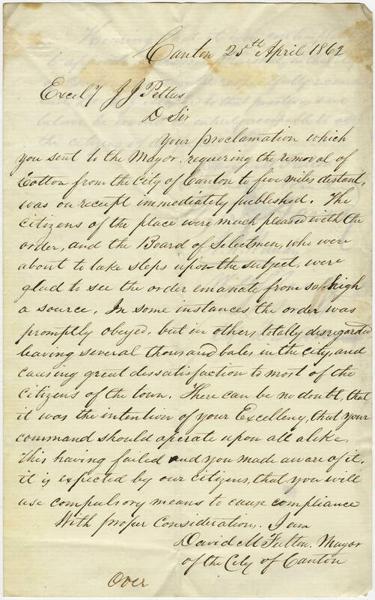 Canton 25th April 1862
Excely J J Pettus
D Sir
Your proclamation which
you sent to the Mayor, requiring the removal of
Cotton from the City of Canton to five miles distant,
was on receipt immediately published. The
Citizens of the place were much pleased with the
order, and the Board of Selectmen, who were
about to take steps upon the subject, were
glad to see the order emanate from so high
a source. In some instances the order was
promptly obeyed, but in others totally disregarded
leaving several thousand bales in the city, and
causing great dissatisfaction to most of the
Citizens of the town. There can be no doubt, that
it was the intention of your Excellency, that your
command should operate upon all alike.
This having failed and you made aware of it,
it is expected by our citizens, that you will
use compulsory means to cause compliance
With proper consideration. I am
David M Fulton, Mayor
of the City of Canton
Over